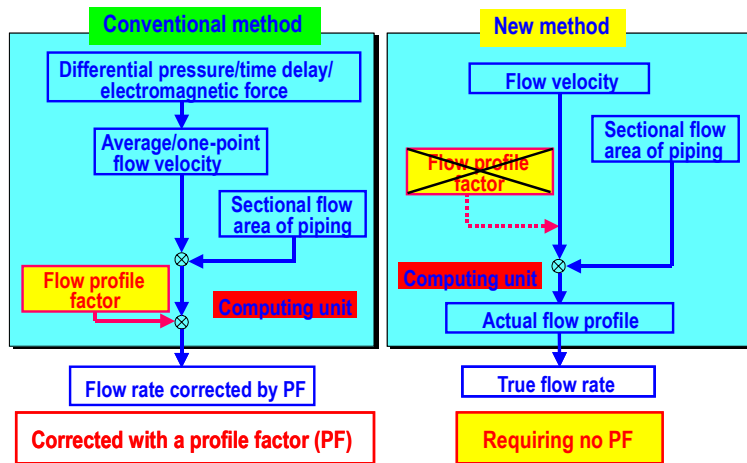 Conventional method
Differential pressure/time delay/
electromagnetic force
Average/one-point
flow velocity
Sectional flow
area of piping
Flow profile
factor
Computing unit
Flow rate corrected by PF
Corrected with a profile factor (PF)
New method
Flow velocity
Sectional flow
area of piping
Flow profile
factor
Computing unit
Actual flow profile
True flow rate
Requiring no PF